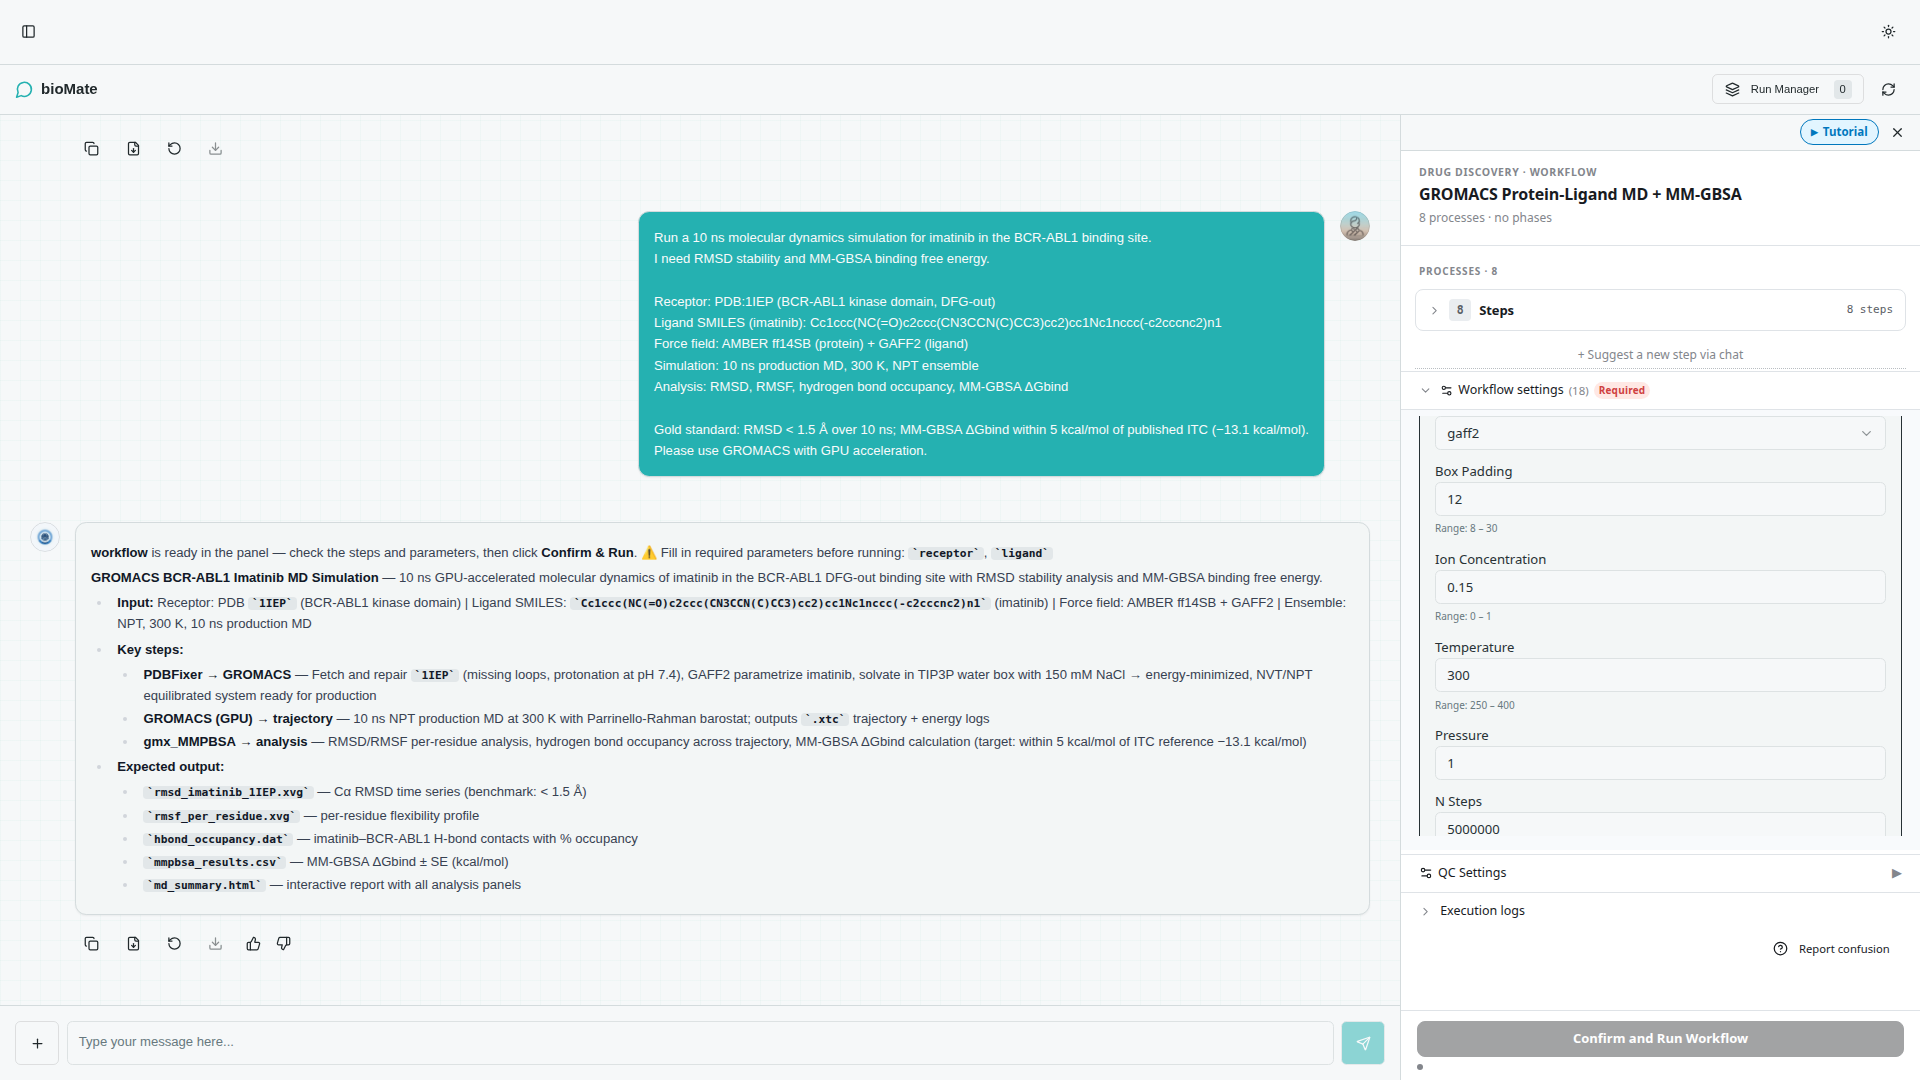 bioMate
Run Manager 0
Run a 10 ns molecular dynamics simulation for imatinib in the BCR-ABL1 binding site.
I need RMSD stability and MM-GBSA binding free energy.
Receptor: PDB:1IEP (BCR-ABL1 kinase domain, DFG-out)
Ligand SMILES (imatinib): Cc1ccc(NC(=O)c2ccc(CN3CCN(C)CC3)cc2)cc1Nc1nccc(-c2cccnc2)n1
Force field: AMBER ff14SB (protein) + GAFF2 (ligand)
Simulation: 10 ns production MD, 300 K, NPT ensemble
Analysis: RMSD, RMSF, hydrogen bond occupancy, MM-GBSA ΔGbind
Gold standard: RMSD < 1.5 Å over 10 ns; MM-GBSA ΔGbind within 5 kcal/mol of published ITC (−13.1 kcal/mol).
Please use GROMACS with GPU acceleration.
workflow is ready in the panel — check the steps and parameters, then click Confirm & Run. ⚠️ Fill in required parameters before running: `receptor`, `ligand`
GROMACS BCR-ABL1 Imatinib MD Simulation — 10 ns GPU-accelerated molecular dynamics of imatinib in the BCR-ABL1 DFG-out binding site with RMSD stability analysis and MM-GBSA binding free energy.
Input: Receptor: PDB `1IEP` (BCR-ABL1 kinase domain) | Ligand SMILES: `Cc1ccc(NC(=O)c2ccc(CN3CCN(C)CC3)cc2)cc1Nc1nccc(-c2cccnc2)n1` (imatinib) | Force field: AMBER ff14SB + GAFF2 | Ensemble:
NPT, 300 K, 10 ns production MD
Key steps:
PDBFixer → GROMACS — Fetch and repair `1IEP` (missing loops, protonation at pH 7.4), GAFF2 parametrize imatinib, solvate in TIP3P water box with 150 mM NaCl → energy-minimized, NVT/NPT
equilibrated system ready for production
GROMACS (GPU) → trajectory — 10 ns NPT production MD at 300 K with Parrinello-Rahman barostat; outputs `.xtc` trajectory + energy logs
gmx_MMPBSA → analysis — RMSD/RMSF per-residue analysis, hydrogen bond occupancy across trajectory, MM-GBSA ΔGbind calculation (target: within 5 kcal/mol of ITC reference −13.1 kcal/mol)
Expected output:
`rmsd_imatinib_1IEP.xvg` — Cα RMSD time series (benchmark: < 1.5 Å)
`rmsf_per_residue.xvg` — per-residue flexibility profile
`hbond_occupancy.dat` — imatinib–BCR-ABL1 H-bond contacts with % occupancy
`mmpbsa_results.csv` — MM-GBSA ΔGbind ± SE (kcal/mol)
`md_summary.html` — interactive report with all analysis panels
Type your message here...
▶ Tutorial
DRUG DISCOVERY · WORKFLOW
GROMACS Protein-Ligand MD + MM-GBSA
8 processes · no phases
PROCESSES · 8
8 Steps 8 steps
+ Suggest a new step via chat
Workflow settings (18) Required
gaff2
Box Padding
12
Range: 8 – 30
Ion Concentration
0.15
Range: 0 – 1
Temperature
300
Range: 250 – 400
Pressure
1
N Steps
5000000
QC Settings ▶
Execution logs
Report confusion
Confirm and Run Workflow